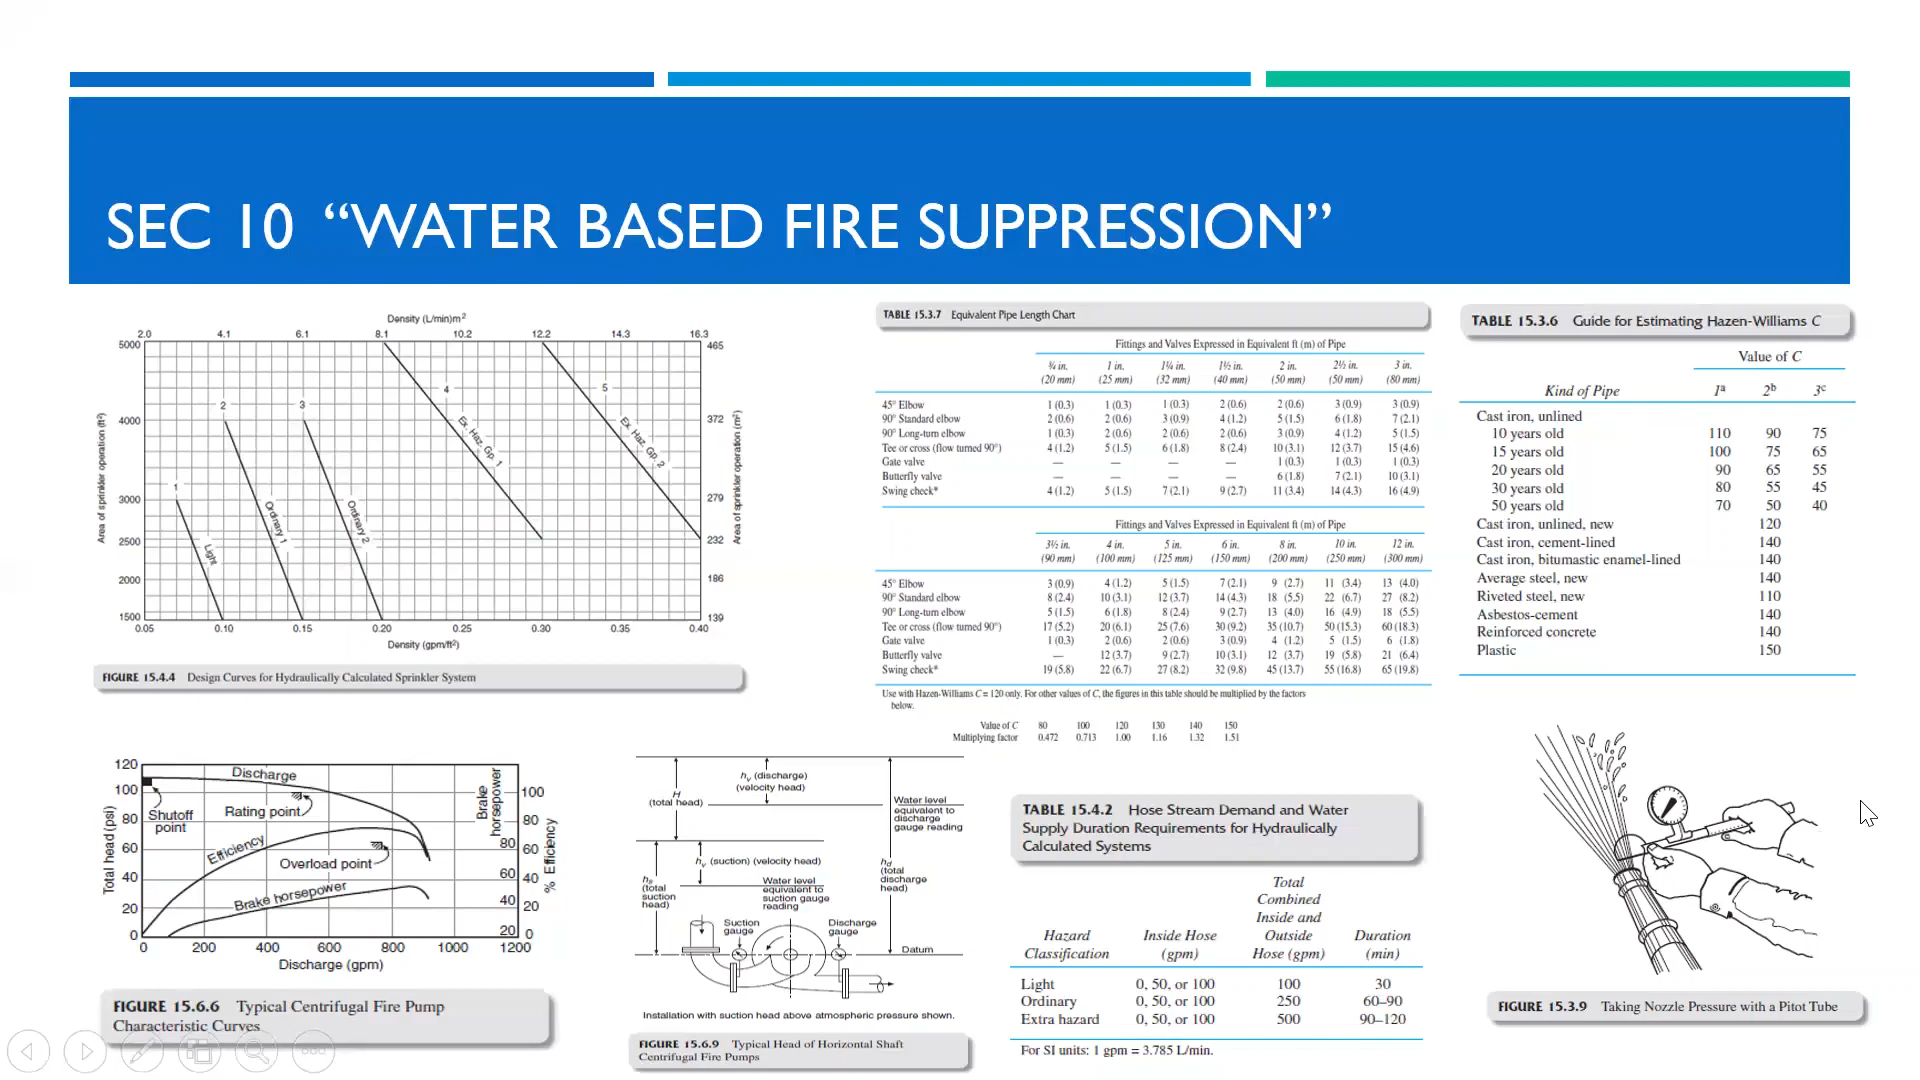 SEC 10 “WATER BASED FIRE SUPPRESSION”
Density (L/min)m²
2.0 4.1 6.1 8.1 10.2 12.2 14.3 16.3
5000 465
4000 372
3000 279
2500 232
2000 186
1500 139
0.05 0.10 0.15 0.20 0.25 0.30 0.35 0.40
Density (gpm/ft²)
Area of sprinkler operation (ft²)
Area of sprinkler operation (m²)
1 Light
2 Ordinary 1
3 Ordinary 2
4 Ex. Haz. Gp. 1
5 Ex. Haz. Gp. 2
FIGURE 15.4.4 Design Curves for Hydraulically Calculated Sprinkler System
TABLE 15.3.7 Equivalent Pipe Length Chart
Fittings and Valves Expressed in Equivalent ft (m) of Pipe
¾ in. 1 in. 1¼ in. 1½ in. 2 in. 2½ in. 3 in.
(20 mm) (25 mm) (32 mm) (40 mm) (50 mm) (50 mm) (80 mm)
45° Elbow 1 (0.3) 1 (0.3) 1 (0.3) 2 (0.6) 2 (0.6) 3 (0.9) 3 (0.9)
90° Standard elbow 2 (0.6) 2 (0.6) 3 (0.9) 4 (1.2) 5 (1.5) 6 (1.8) 7 (2.1)
90° Long-turn elbow 1 (0.3) 2 (0.6) 2 (0.6) 2 (0.6) 3 (0.9) 4 (1.2) 5 (1.5)
Tee or cross (flow turned 90°) 4 (1.2) 5 (1.5) 6 (1.8) 8 (2.4) 10 (3.1) 12 (3.7) 15 (4.6)
Gate valve — — — — 1 (0.3) 1 (0.3) 1 (0.3)
Butterfly valve — — — — 6 (1.8) 7 (2.1) 10 (3.1)
Swing check* 4 (1.2) 5 (1.5) 7 (2.1) 9 (2.7) 11 (3.4) 14 (4.3) 16 (4.9)
Fittings and Valves Expressed in Equivalent ft (m) of Pipe
3½ in. 4 in. 5 in. 6 in. 8 in. 10 in. 12 in.
(90 mm) (100 mm) (125 mm) (150 mm) (200 mm) (250 mm) (300 mm)
45° Elbow 3 (0.9) 4 (1.2) 5 (1.5) 7 (2.1) 9 (2.7) 11 (3.4) 13 (4.0)
90° Standard elbow 8 (2.4) 10 (3.1) 12 (3.7) 14 (4.3) 18 (5.5) 22 (6.7) 27 (8.2)
90° Long-turn elbow 5 (1.5) 6 (1.8) 8 (2.4) 9 (2.7) 13 (4.0) 16 (4.9) 18 (5.5)
Tee or cross (flow turned 90°) 17 (5.2) 20 (6.1) 25 (7.6) 30 (9.2) 35 (10.7) 50 (15.3) 60 (18.3)
Gate valve 1 (0.3) 2 (0.6) 2 (0.6) 3 (0.9) 4 (1.2) 5 (1.5) 6 (1.8)
Butterfly valve — 12 (3.7) 9 (2.7) 10 (3.1) 12 (3.7) 19 (5.8) 21 (6.4)
Swing check* 19 (5.8) 22 (6.7) 27 (8.2) 32 (9.8) 45 (13.7) 55 (16.8) 65 (19.8)
Use with Hazen-Williams C = 120 only. For other values of C, the figures in this table should be multiplied by the factors
below.
Value of C 80 100 120 130 140 150
Multiplying factor 0.472 0.713 1.00 1.16 1.32 1.51
TABLE 15.3.6 Guide for Estimating Hazen-Williams C
Value of C
Kind of Pipe 1ᵃ 2ᵇ 3ᶜ
Cast iron, unlined
10 years old 110 90 75
15 years old 100 75 65
20 years old 90 65 55
30 years old 80 55 45
50 years old 70 50 40
Cast iron, unlined, new 120
Cast iron, cement-lined 140
Cast iron, bitumastic enamel-lined 140
Average steel, new 140
Riveted steel, new 110
Asbestos-cement 140
Reinforced concrete 140
Plastic 150
120
100
80
60
40
20
0
Total head (psi)
Discharge
Shutoff
point
Rating point
Efficiency
Overload point
Brake horsepower
Brake
horsepower
80
60
40
20
100
80
60
40
20
0
% Efficiency
0 200 400 600 800 1000 1200
Discharge (gpm)
FIGURE 15.6.6 Typical Centrifugal Fire Pump
Characteristic Curves
H
(total head)
hᵥ (discharge)
(velocity head)
Water level
equivalent to
discharge
gauge reading
hᵥ (suction) (velocity head)
hₛ
(total
suction
head)
Water level
equivalent to
suction gauge
reading
h_d
(total
discharge
head)
Suction
gauge
Discharge
gauge
Datum
Installation with suction head above atmospheric pressure shown.
FIGURE 15.6.9 Typical Head of Horizontal Shaft
Centrifugal Fire Pumps
TABLE 15.4.2 Hose Stream Demand and Water
Supply Duration Requirements for Hydraulically
Calculated Systems
Total
Combined
Inside and
Hazard Inside Hose Outside Duration
Classification (gpm) Hose (gpm) (min)
Light 0, 50, or 100 100 30
Ordinary 0, 50, or 100 250 60–90
Extra hazard 0, 50, or 100 500 90–120
For SI units: 1 gpm = 3.785 L/min.
FIGURE 15.3.9 Taking Nozzle Pressure with a Pitot Tube